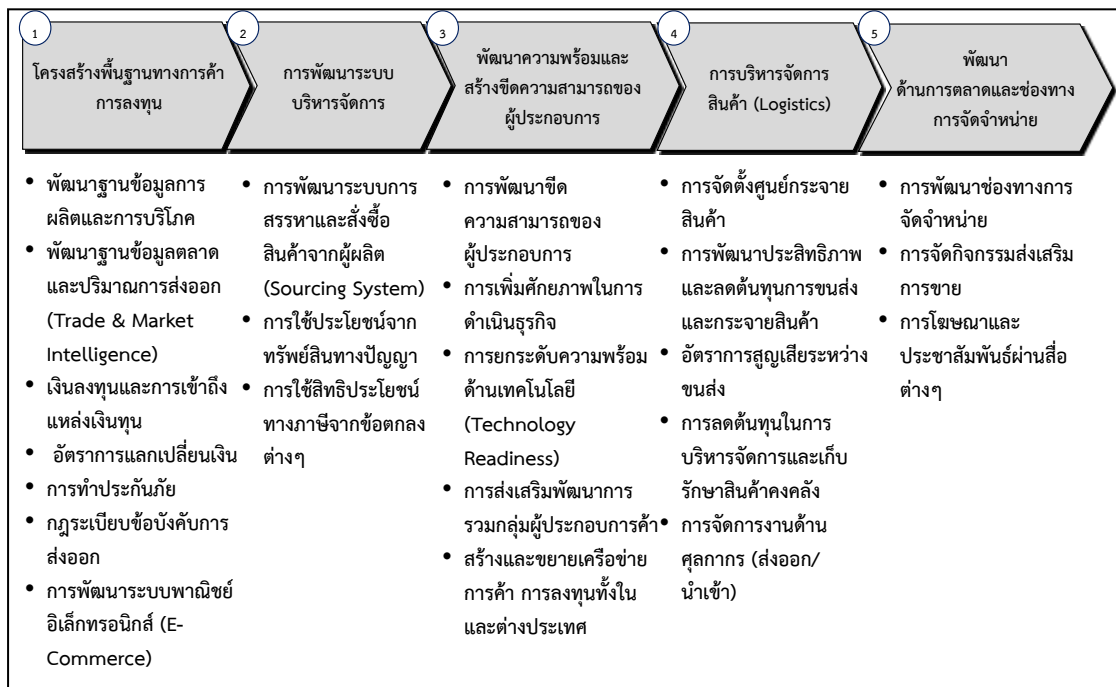 1
โครงสร้างพื้นฐานทางการค้า
การลงทุน
2
การพัฒนาระบบ
บริหารจัดการ
3
พัฒนาความพร้อมและ
สร้างขีดความสามารถของ
ผู้ประกอบการ
4
การบริหารจัดการ
สินค้า (Logistics)
5
พัฒนา
ด้านการตลาดและช่องทาง
การจัดจำหน่าย
• พัฒนาฐานข้อมูลการ
ผลิตและการบริโภค
• พัฒนาฐานข้อมูลตลาด
และปริมาณการส่งออก
(Trade & Market
Intelligence)
• เงินลงทุนและการเข้าถึง
แหล่งเงินทุน
• อัตราการแลกเปลี่ยนเงิน
• การทำประกันภัย
• กฎระเบียบข้อบังคับการ
ส่งออก
• การพัฒนาระบบพาณิชย์
อิเล็กทรอนิกส์ (E-
Commerce)
• การพัฒนาระบบการ
สรรหาและสั่งซื้อ
สินค้าจากผู้ผลิต
(Sourcing System)
• การใช้ประโยชน์จาก
ทรัพย์สินทางปัญญา
• การใช้สิทธิประโยชน์
ทางภาษีจากข้อตกลง
ต่างๆ
• การพัฒนาขีด
ความสามารถของ
ผู้ประกอบการ
• การเพิ่มศักยภาพในการ
ดำเนินธุรกิจ
• การยกระดับความพร้อม
ด้านเทคโนโลยี
(Technology
Readiness)
• การส่งเสริมพัฒนาการ
รวมกลุ่มผู้ประกอบการค้า
• สร้างและขยายเครือข่าย
การค้า การลงทุนทั้งใน
และต่างประเทศ
• การจัดตั้งศูนย์กระจาย
สินค้า
• การพัฒนาประสิทธิภาพ
และลดต้นทุนการขนส่ง
และกระจายสินค้า
• อัตราการสูญเสียระหว่าง
ขนส่ง
• การลดต้นทุนในการ
บริหารจัดการและเก็บ
รักษาสินค้าคงคลัง
• การจัดการงานด้าน
ศุลกากร (ส่งออก/
นำเข้า)
• การพัฒนาช่องทางการ
จัดจำหน่าย
• การจัดกิจกรรมส่งเสริม
การขาย
• การโฆษณาและ
ประชาสัมพันธ์ผ่านสื่อ
ต่างๆ